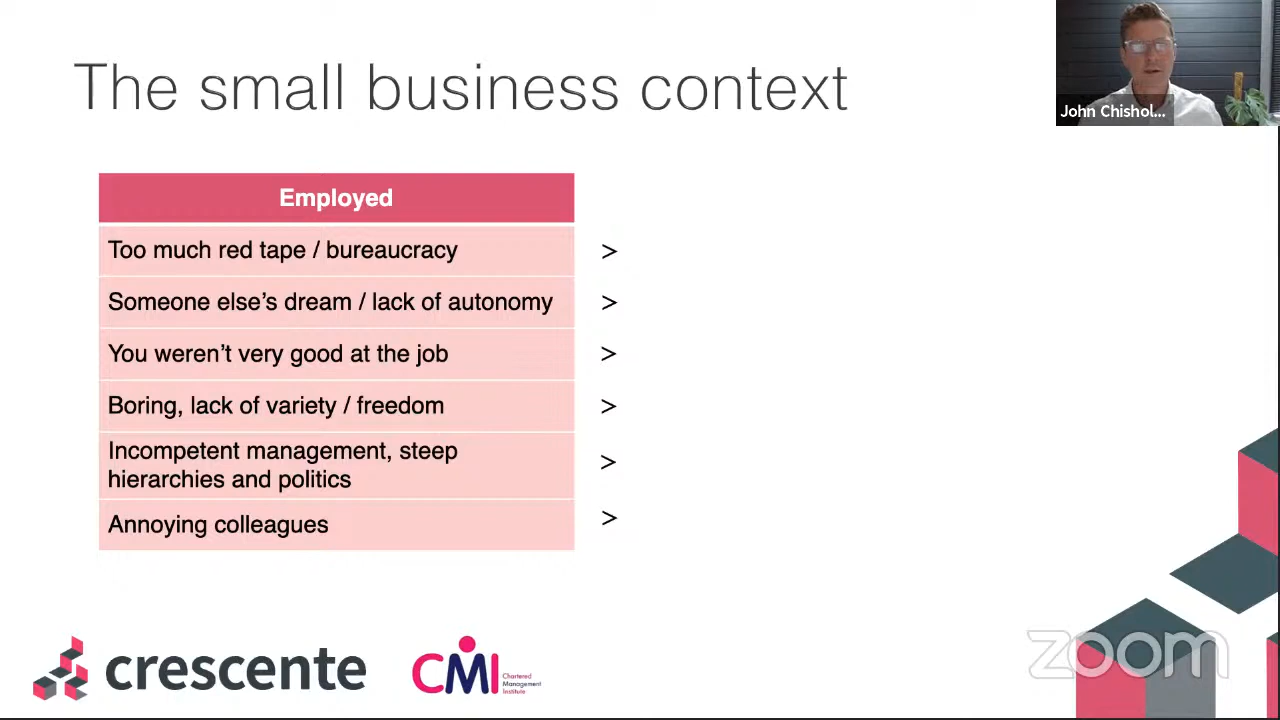 The small business context
John Chishol...
Employed
Too much red tape / bureaucracy
>
Someone else's dream / lack of autonomy
>
You weren't very good at the job
>
Boring, lack of variety / freedom
>
Incompetent management, steep
hierarchies and politics
>
Annoying colleagues
>
crescente
CMI
Chartered
Management
Institute
zoom